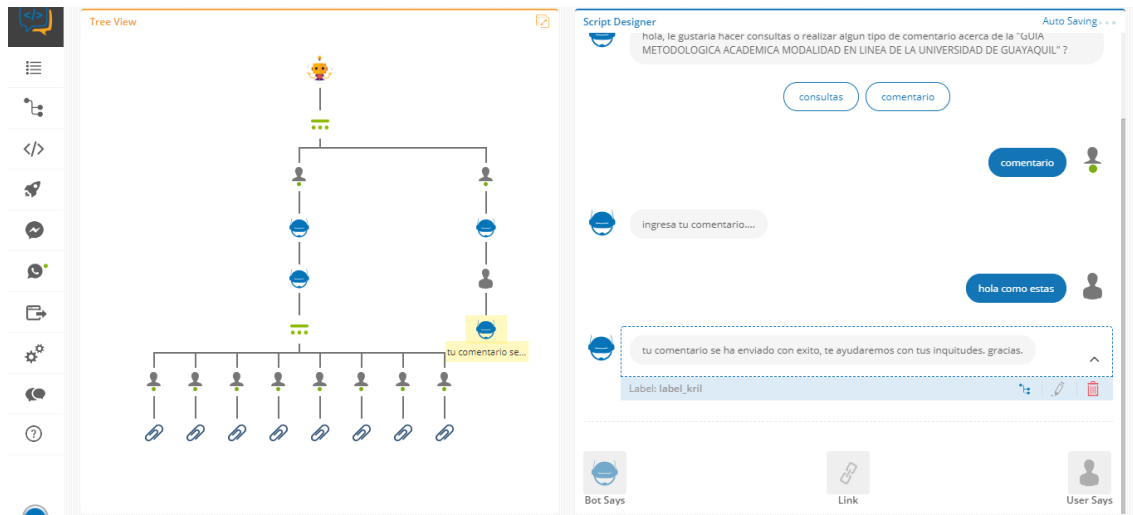 Tree View
tu comentario se...
Script Designer
Auto Saving
hola, le gustaria hacer consultas o realizar algun tipo de comentario acerca de la "GUIA
METODOLOGICA ACADEMICA MODALIDAD EN LINEA DE LA UNIVERSIDAD DE GUAYAQUIL" ?
consultas
comentario
comentario
ingresa tu comentario....
hola como estas
tu comentario se ha enviado con exito, te ayudaremos con tus inquitudes. gracias.
Label: label_kril
Bot Says
Link
User Says